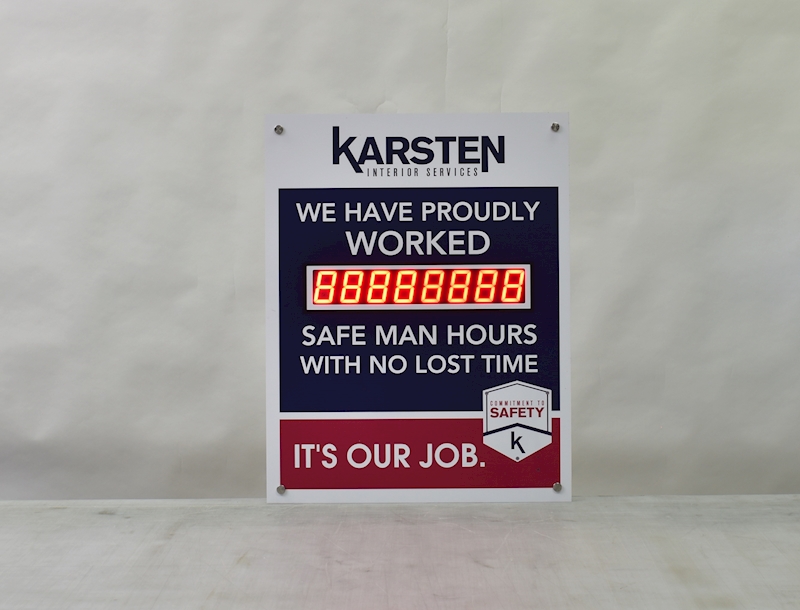 KARSTEN
INTERIOR SERVICES
WE HAVE PROUDLY
WORKED
88888888
SAFE MAN HOURS
WITH NO LOST TIME
COMMITMENT TO
SAFETY
k
IT'S OUR JOB.